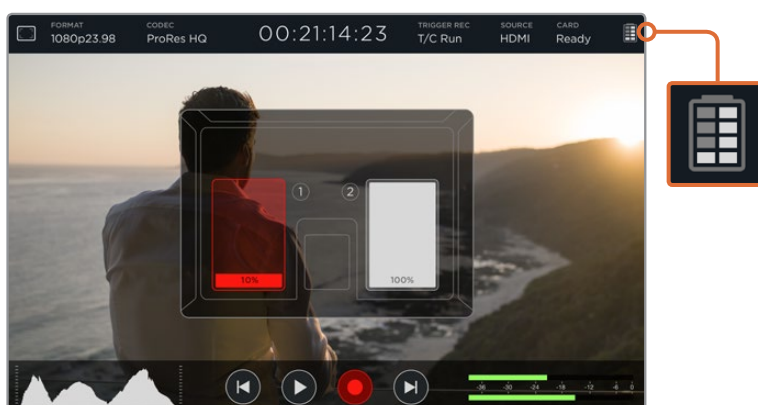 FORMAT
1080p23.98
CODEC
ProRes HQ
00:21:14:23
TRIGGER REC
T/C Run
SOURCE
HDMI
CARD
Ready
1
2
10%
100%
-36 -30 -24 -18 -12 -6 0